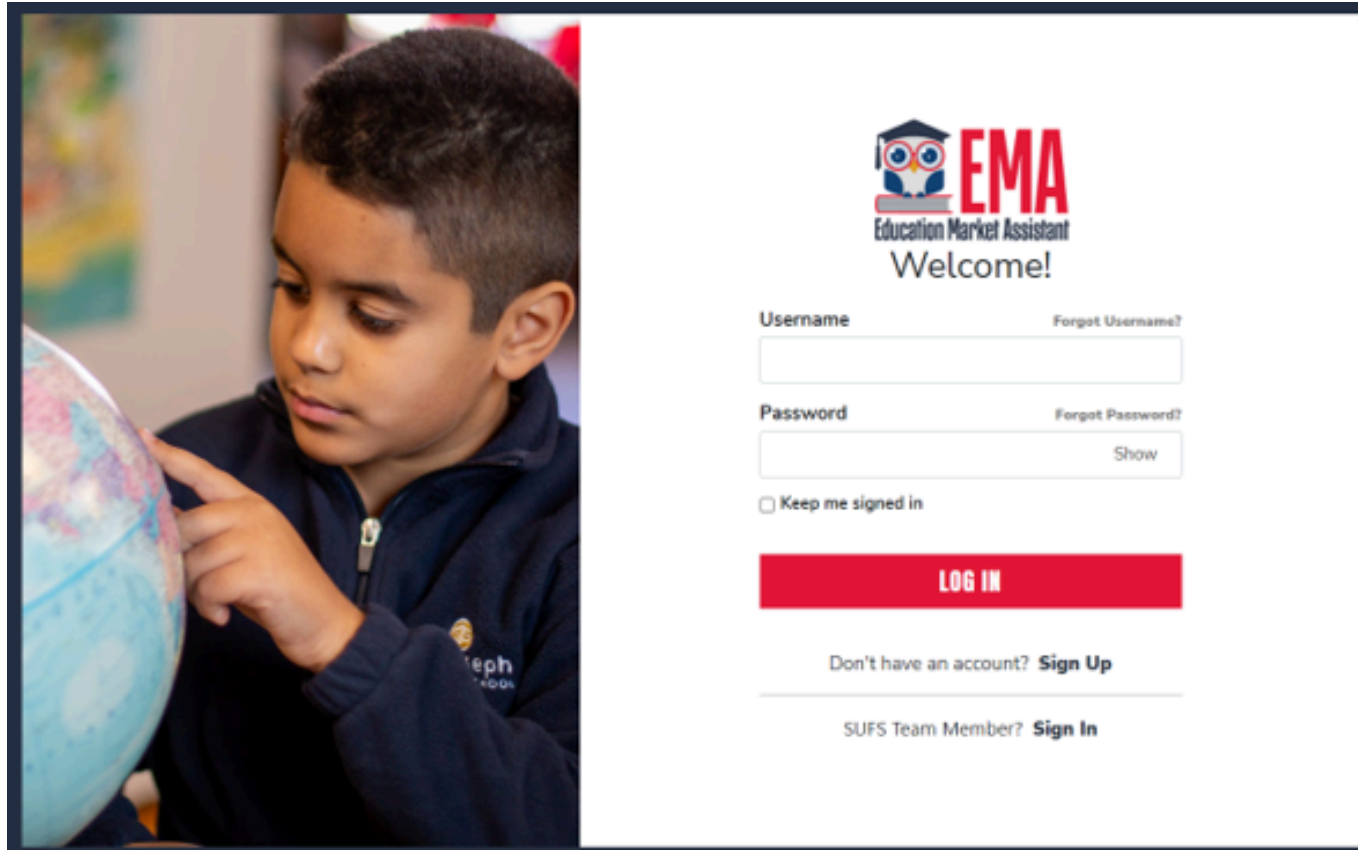 EMA
Education Market Assistant
Welcome!
Username Forgot Username?
Password Forgot Password?
Show
Keep me signed in
LOG IN
Don't have an account? Sign Up
SUFS Team Member? Sign In
eph